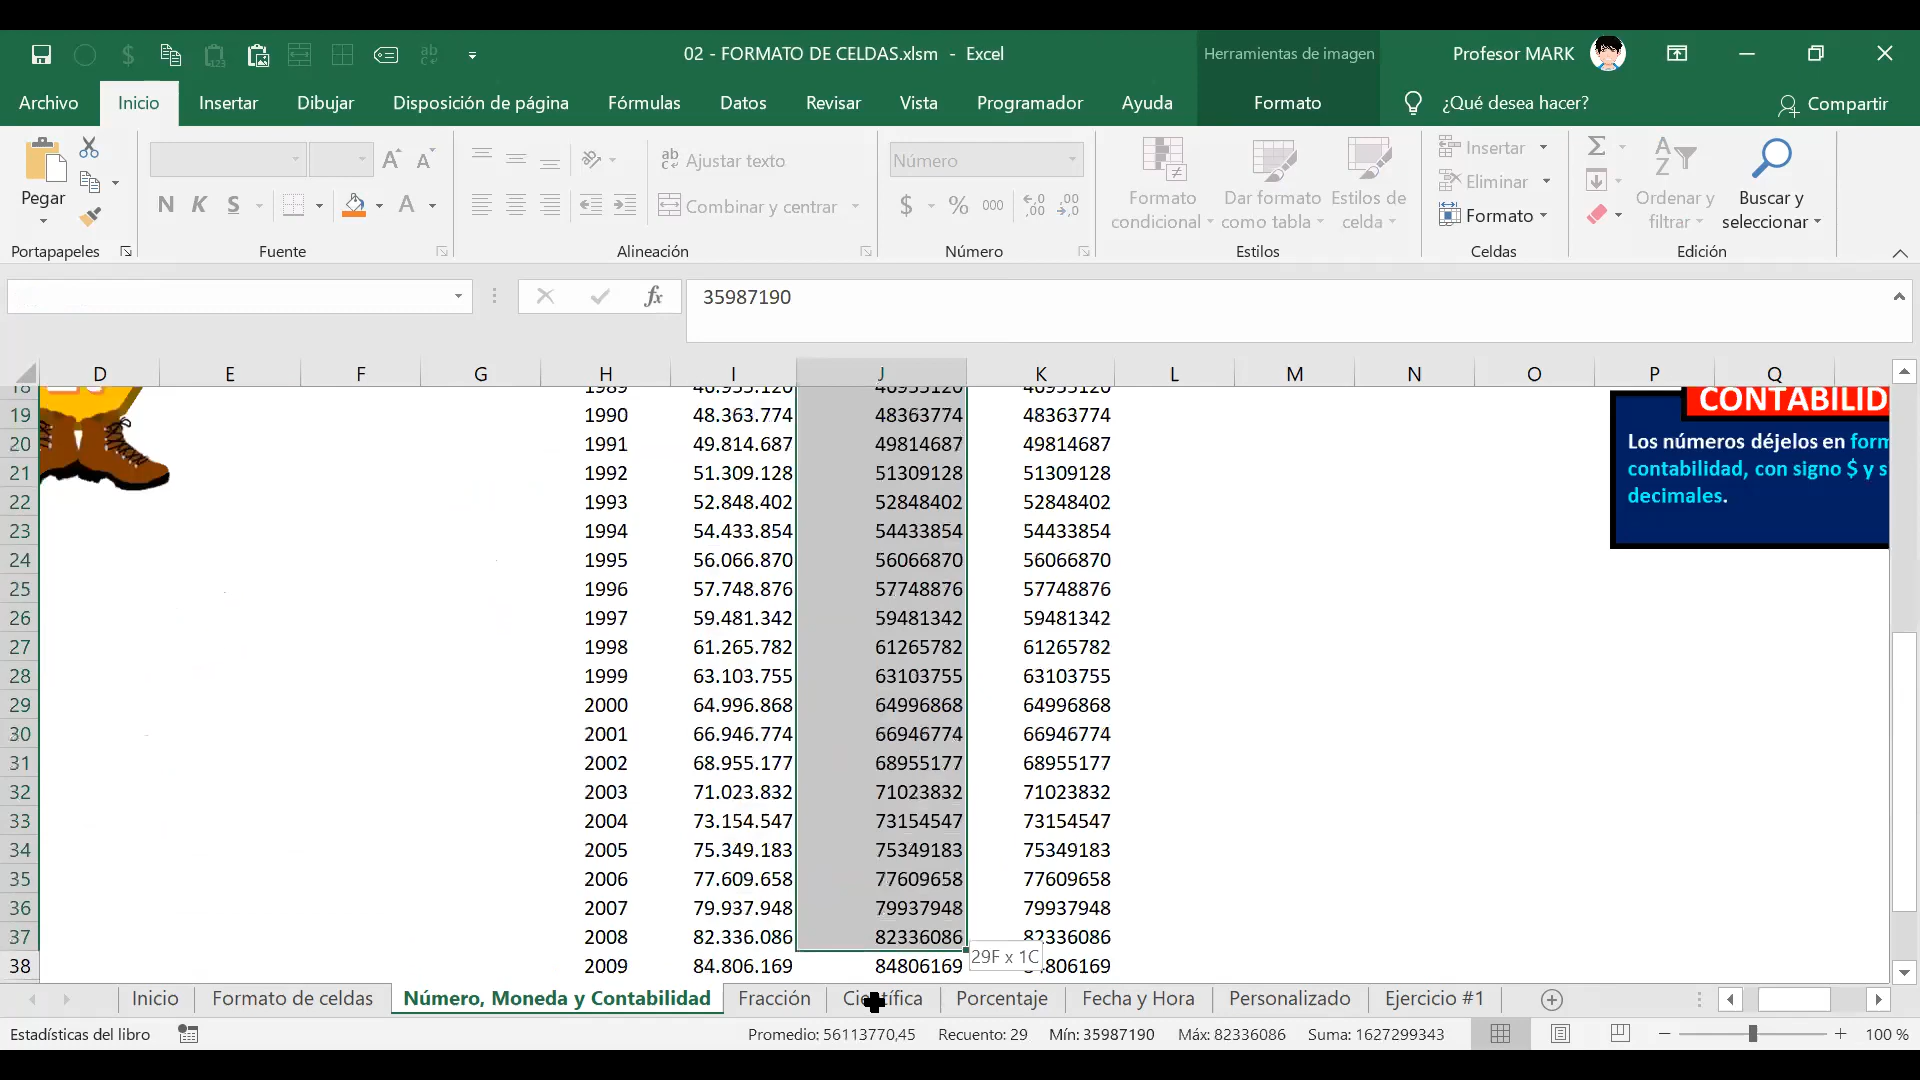 02 - FORMATO DE CELDAS.xlsm - Excel
Herramientas de imagen
Profesor MARK
Archivo Inicio Insertar Dibujar Disposición de página Fórmulas Datos Revisar Vista Programador Ayuda Formato ¿Qué desea hacer? Compartir
Pegar
Portapapeles
N K S
Fuente
Ajustar texto
Combinar y centrar
Alineación
Número
$ % 000
Número
Formato condicional
Dar formato como tabla
Estilos de celda
Estilos
Insertar
Eliminar
Formato
Celdas
Ordenar y filtrar
Buscar y seleccionar
Edición
fx 35987190
D E F G H I J K L M N O P Q
19 1990 48.363.774 48363774 48363774
20 1991 49.814.687 49814687 49814687
21 1992 51.309.128 51309128 51309128
22 1993 52.848.402 52848402 52848402
23 1994 54.433.854 54433854 54433854
24 1995 56.066.870 56066870 56066870
25 1996 57.748.876 57748876 57748876
26 1997 59.481.342 59481342 59481342
27 1998 61.265.782 61265782 61265782
28 1999 63.103.755 63103755 63103755
29 2000 64.996.868 64996868 64996868
30 2001 66.946.774 66946774 66946774
31 2002 68.955.177 68955177 68955177
32 2003 71.023.832 71023832 71023832
33 2004 73.154.547 73154547 73154547
34 2005 75.349.183 75349183 75349183
35 2006 77.609.658 77609658 77609658
36 2007 79.937.948 79937948 79937948
37 2008 82.336.086 82336086 82336086
38 2009 84.806.169 84806169
29F x 1C
CONTABILID
Los números déjelos en form
contabilidad, con signo $ y s
decimales.
Inicio Formato de celdas Número, Moneda y Contabilidad Fracción Científica Porcentaje Fecha y Hora Personalizado Ejercicio #1
Estadísticas del libro Promedio: 56113770,45 Recuento: 29 Mín: 35987190 Máx: 82336086 Suma: 1627299343 100 %